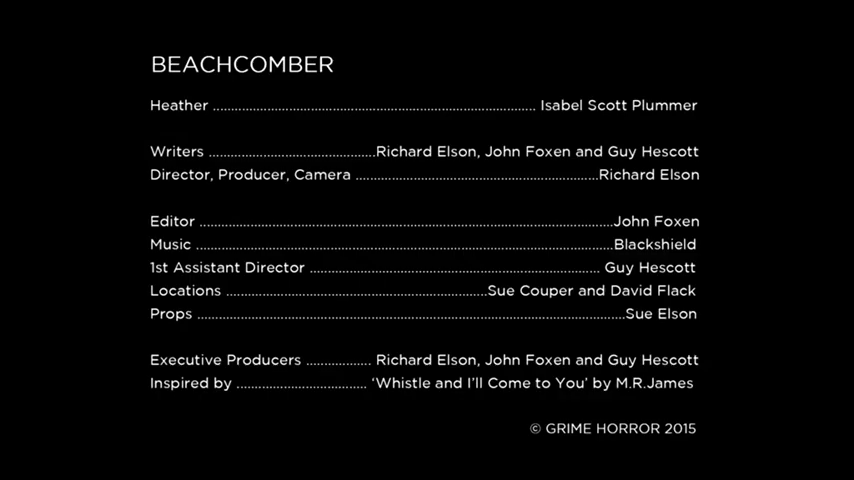 BEACHCOMBER
Heather ........................................................................................ Isabel Scott Plummer
Writers ..............................................Richard Elson, John Foxen and Guy Hescott
Director, Producer, Camera ...................................................................Richard Elson
Editor ..................................................................................................................John Foxen
Music ..................................................................................................................Blackshield
1st Assistant Director ................................................................................ Guy Hescott
Locations ........................................................................Sue Couper and David Flack
Props ......................................................................................................................Sue Elson
Executive Producers .................. Richard Elson, John Foxen and Guy Hescott
Inspired by .................................... ‘Whistle and I’ll Come to You’ by M.R.James
© GRIME HORROR 2015